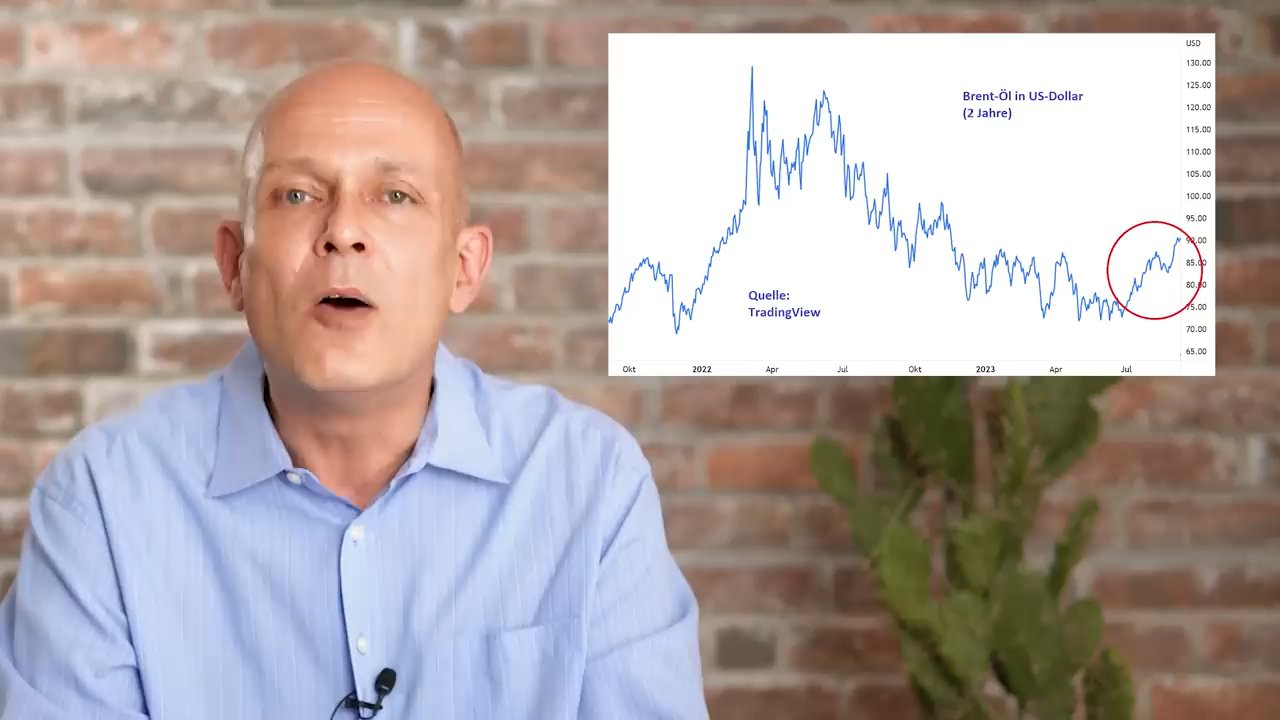 USD
Brent-Öl in US-Dollar
(2 Jahre)
130.00
125.00
120.00
115.00
110.00
105.00
100.00
95.00
90.00
85.00
80.00
75.00
70.00
65.00
Quelle:
TradingView
Okt 2022 Apr Jul Okt 2023 Apr Jul